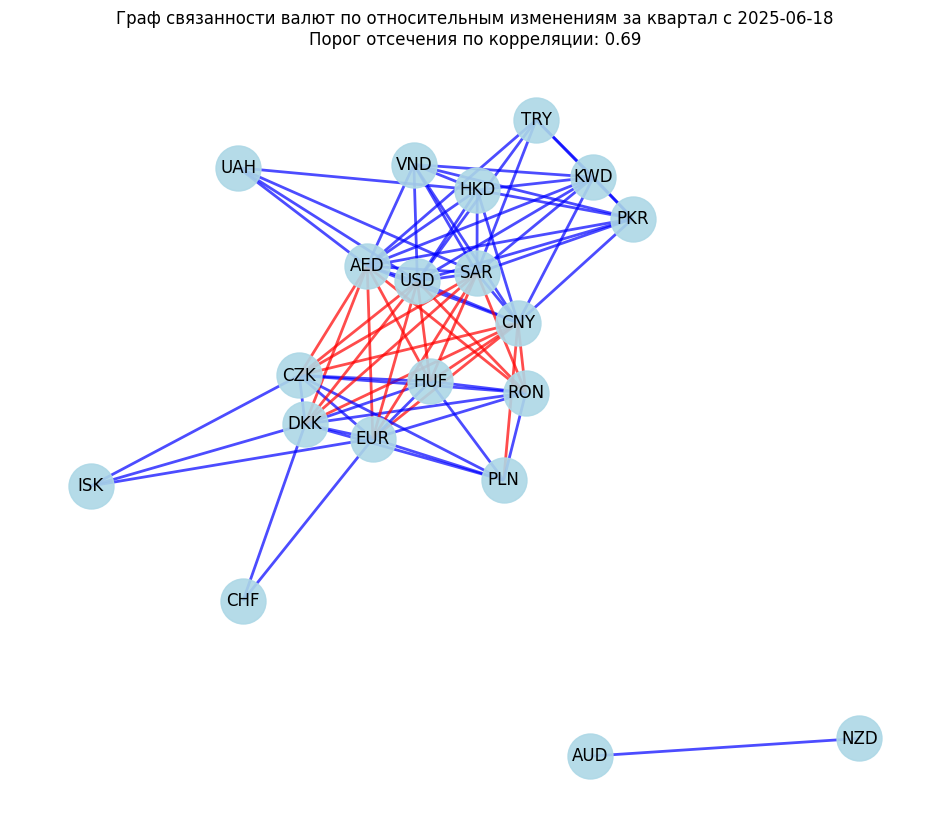 Граф связанности валют по относительным изменениям за квартал с 2025-06-18
Порог отсечения по корреляции: 0.69
TRY
VND
UAH
KWD
HKD
PKR
AED
SAR
USD
CNY
CZK
HUF
RON
DKK
EUR
PLN
ISK
CHF
NZD
AUD